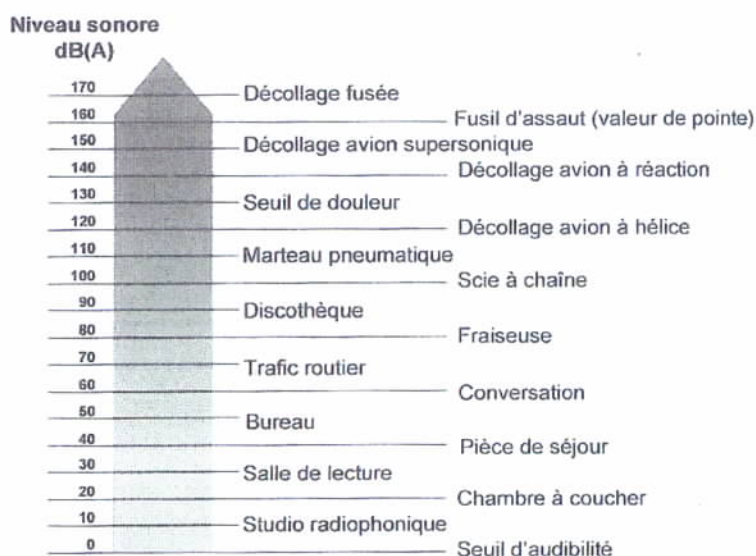 Niveau sonore
dB(A)
170 Décollage fusée
160 Fusil d'assaut (valeur de pointe)
150 Décollage avion supersonique
140 Décollage avion à réaction
130 Seuil de douleur
120 Décollage avion à hélice
110 Marteau pneumatique
100 Scie à chaîne
90 Discothèque
80 Fraiseuse
70 Trafic routier
60 Conversation
50 Bureau
40 Pièce de séjour
30 Salle de lecture
20 Chambre à coucher
10 Studio radiophonique
0 Seuil d'audibilité